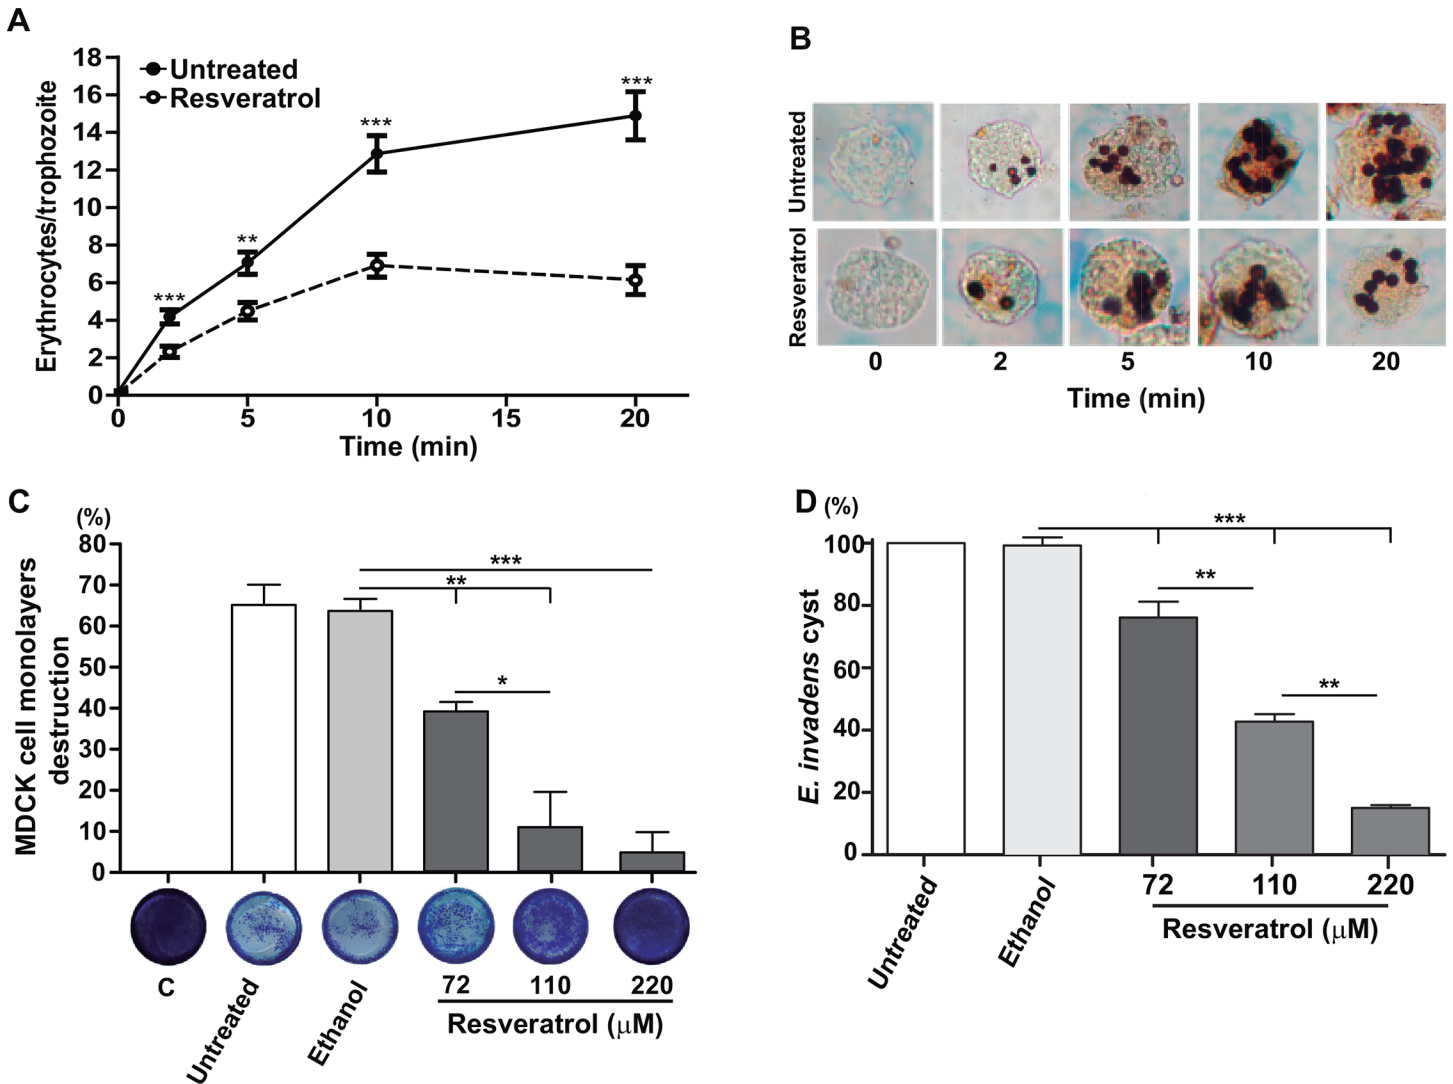 A
18
16
14
12
10
8
6
4
2
0
Erythrocytes/trophozoite
Untreated
Resveratrol
***
**
***
***
0 5 10 15 20
Time (min)
B
Untreated
Resveratrol
0 2 5 10 20
Time (min)
C
(%)
80
70
60
50
40
30
20
10
0
MDCK cell monolayers
destruction
***
**
*
C
Untreated
Ethanol
72 110 220
Resveratrol (μM)
D (%)
100
80
60
40
20
0
E. invadens cyst
***
**
**
Untreated
Ethanol
72 110 220
Resveratrol (μM)